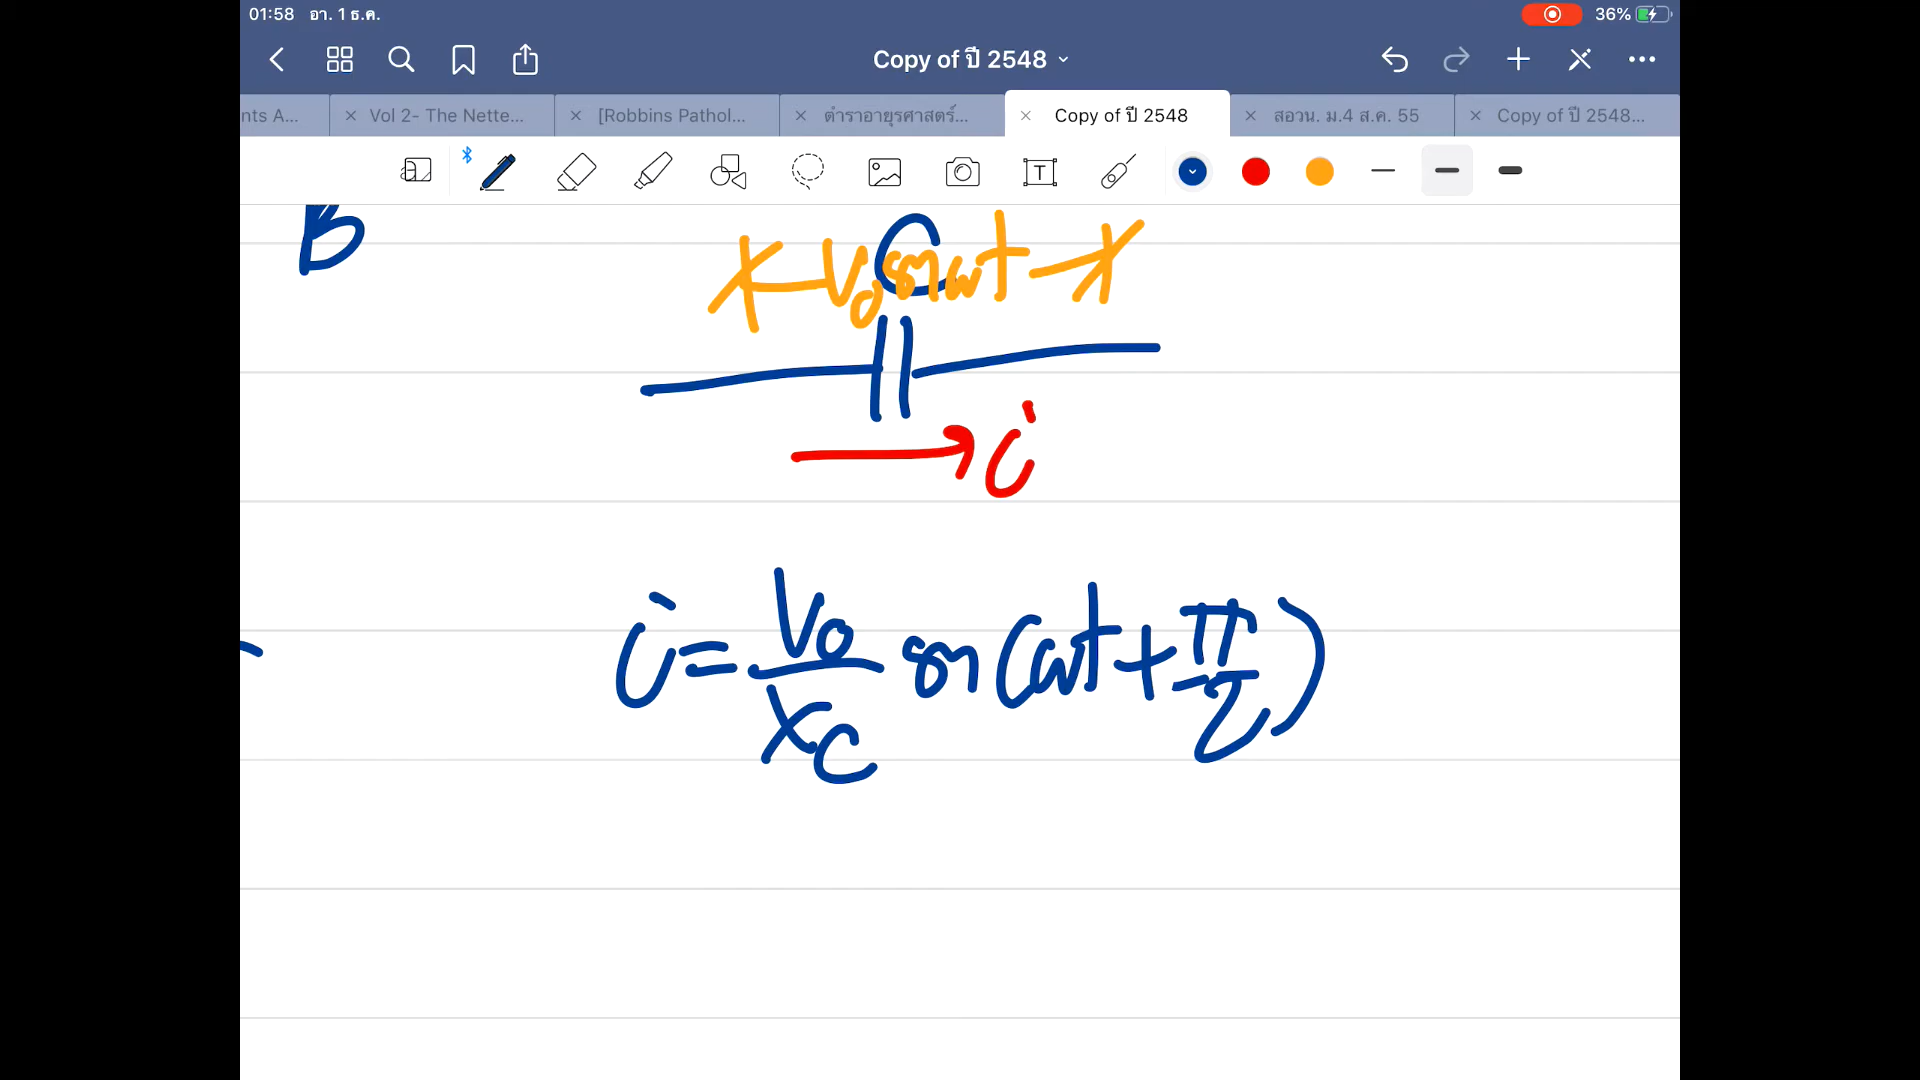 01:58 อา. 1 ธ.ค. 36%
Copy of ปี 2548
nts A... Vol 2- The Nette... [Robbins Pathol... ตำราอายุรศาสตร์... Copy of ปี 2548 สอวน. ม.4 ส.ค. 55 Copy of ปี 2548...
a T
B
C
V₀ sin ωt
i
i = V₀/X_C sin(ωt + π/2)